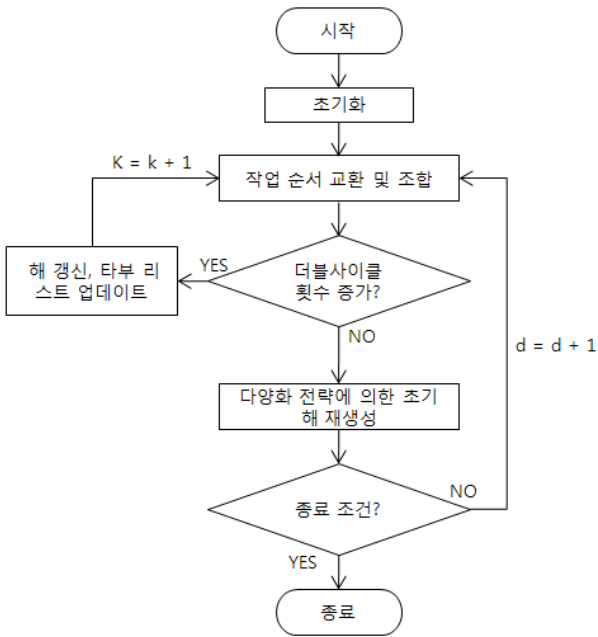 시작
초기화
K = k + 1
작업 순서 교환 및 조합
해 갱신, 타부 리
스트 업데이트
YES
더블사이클
횟수 증가?
NO
d = d + 1
다양화 전략에 의한 초기
해 재생성
종료 조건?
NO
YES
종료